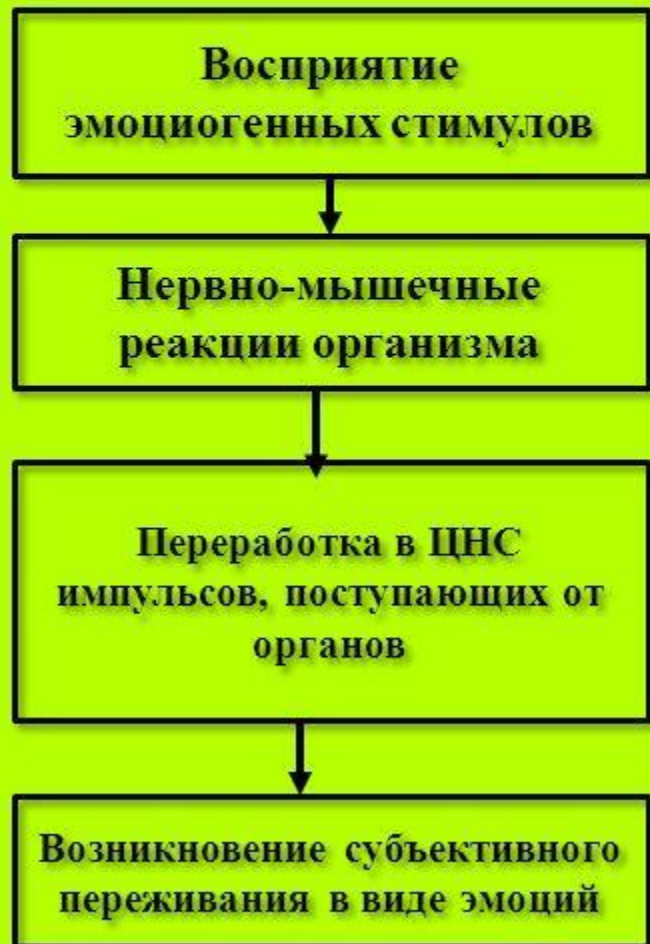 Восприятие
эмоциогенных стимулов
Нервно-мышечные
реакции организма
Переработка в ЦНС
импульсов, поступающих от
органов
Возникновение субъективного
переживания в виде эмоций